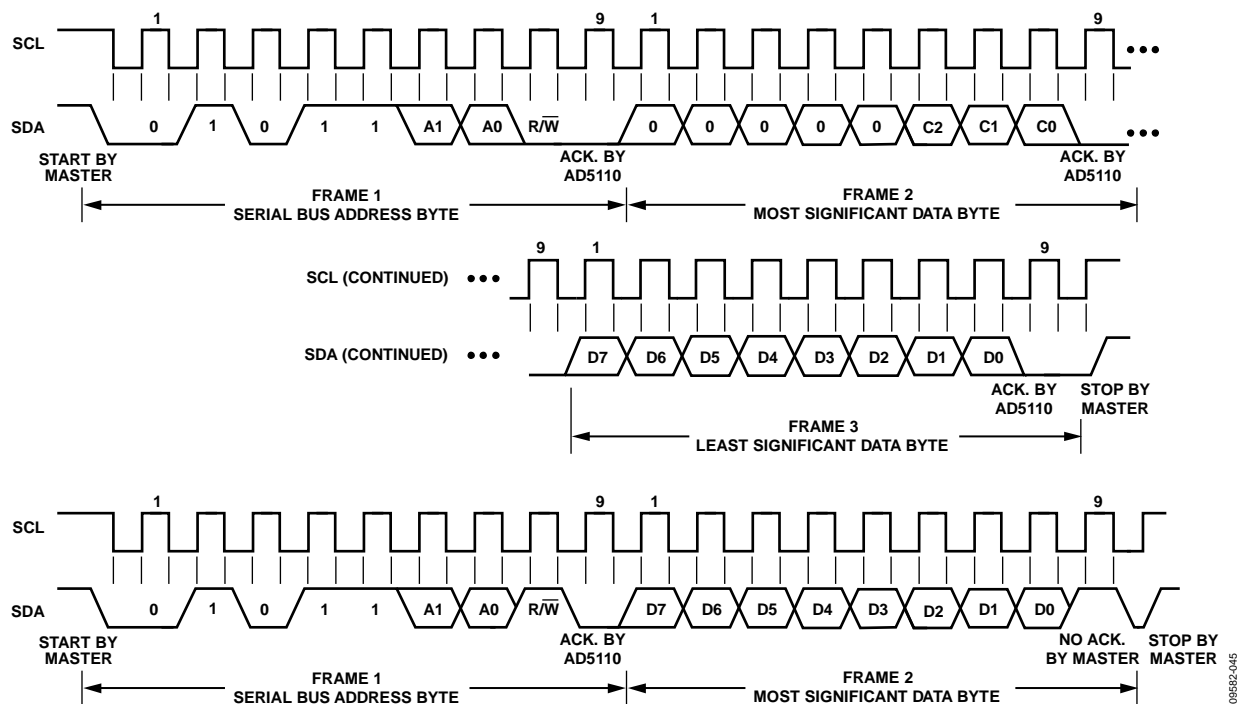 1 9 1 9
SCL
SDA 0 1 0 1 1 A1 A0 R/W̅ 0 0 0 0 0 C2 C1 C0
START BY MASTER
ACK. BY AD5110
ACK. BY AD5110
FRAME 1
SERIAL BUS ADDRESS BYTE
FRAME 2
MOST SIGNIFICANT DATA BYTE
9 1 9
SCL (CONTINUED)
SDA (CONTINUED) D7 D6 D5 D4 D3 D2 D1 D0
ACK. BY AD5110
STOP BY MASTER
FRAME 3
LEAST SIGNIFICANT DATA BYTE
1 9 1 9
SCL
SDA 0 1 0 1 1 A1 A0 R/W̅ D7 D6 D5 D4 D3 D2 D1 D0
START BY MASTER
ACK. BY AD5110
NO ACK. BY MASTER
STOP BY MASTER
FRAME 1
SERIAL BUS ADDRESS BYTE
FRAME 2
MOST SIGNIFICANT DATA BYTE
09582-045